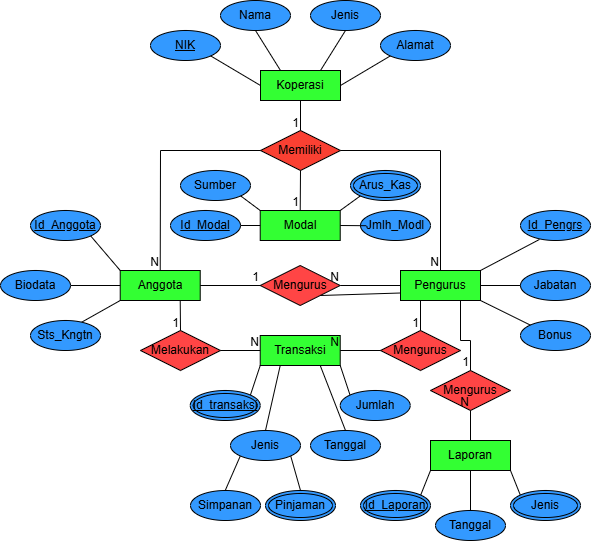 Nama
Jenis
NIK
Alamat
Koperasi
1
Memiliki
Sumber
Arus_Kas
1
Id_Anggota
Id_Modal
Modal
Jmlh_Modl
Id_Pengrs
N
N
Biodata
Anggota
1
Mengurus
N
Pengurus
Jabatan
Sts_Kngtn
1
1
Bonus
Melakukan
N
Transaksi
N
Mengurus
1
Mengurus
N
Id_transaksi
Jumlah
Jenis
Tanggal
Laporan
Simpanan
Pinjaman
Id_Laporan
Jenis
Tanggal